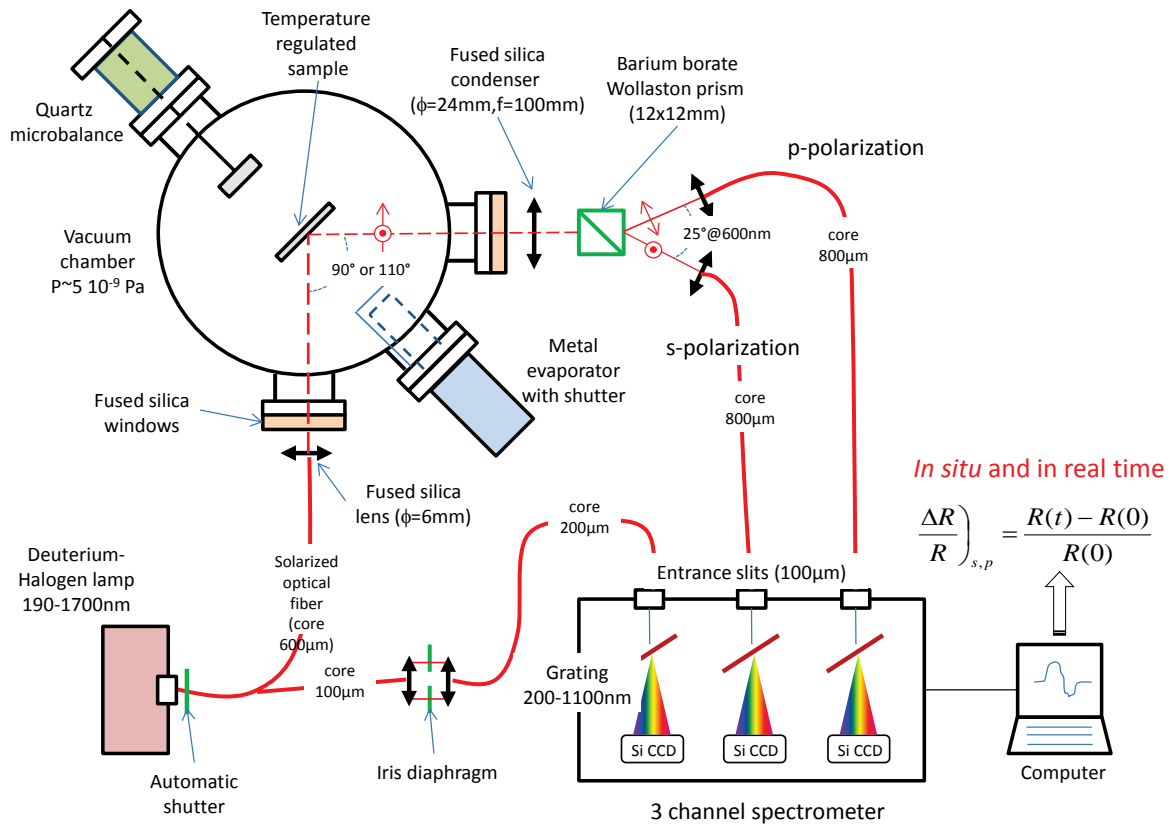 Temperature
regulated
sample
Fused silica
condenser
(ϕ=24mm,f=100mm)
Barium borate
Wollaston prism
(12x12mm)
Quartz
microbalance
p-polarization
Vacuum
chamber
P~5 10⁻⁹ Pa
90° or 110°
25°@600nm
core
800µm
s-polarization
Metal
evaporator
with shutter
core
800µm
Fused silica
windows
Fused silica
lens (ϕ=6mm)
In situ and in real time
ΔR/R)s,p = R(t) − R(0)/R(0)
core
200µm
Deuterium-
Halogen lamp
190-1700nm
Solarized
optical
fiber
(core
600µm)
Entrance slits (100µm)
core
100µm
Grating
200-1100nm
Si CCD
Si CCD
Si CCD
Automatic
shutter
Iris diaphragm
Computer
3 channel spectrometer